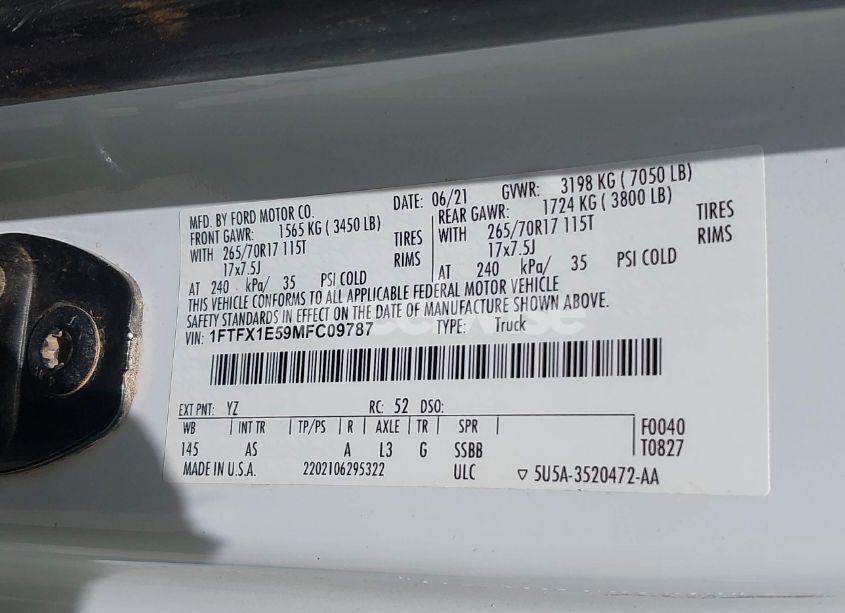 MFD. BY FORD MOTOR CO.
DATE: 06/21 GVWR: 3198 KG ( 7050 LB)
FRONT GAWR: 1565 KG ( 3450 LB)
REAR GAWR: 1724 KG ( 3800 LB)
WITH 265/70R17 115T TIRES
WITH 265/70R17 115T TIRES
17x7.5J RIMS
17x7.5J RIMS
AT 240 kPa/ 35 PSI COLD
AT 240 kPa/ 35 PSI COLD
THIS VEHICLE CONFORMS TO ALL APPLICABLE FEDERAL MOTOR VEHICLE
SAFETY STANDARDS IN EFFECT ON THE DATE OF MANUFACTURE SHOWN ABOVE.
VIN: 1FTFX1E59MFC09787 TYPE: Truck
EXT PNT: YZ RC: 52 DSO:
WB | INT TR | TP/PS | R | AXLE | TR | SPR | F0040
145 AS A L3 G SSBB T0827
MADE IN U.S.A. 2202106295322 ULC ▽ 5U5A-3520472-AA